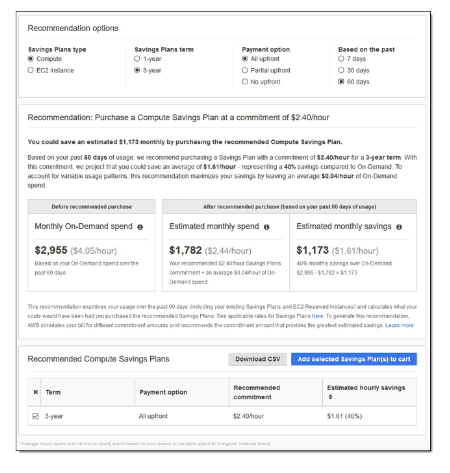 Recommendation options
Savings Plans type
Compute
EC2 Instance
Savings Plans term
1-year
3-year
Payment option
All upfront
Partial upfront
No upfront
Based on the past
7 days
30 days
60 days
Recommendation: Purchase a Compute Savings Plan at a commitment of $2.40/hour
You could save an estimated $1,173 monthly by purchasing the recommended Compute Savings Plan.
Based on your past 60 days of usage, we recommend purchasing a Savings Plan with a commitment of $2.40/hour for a 3-year term. With
this commitment, we project that you could save an average of $1.61/hour - representing a 40% savings compared to On-Demand. To
account for variable usage patterns, this recommendation maximizes your savings by leaving an average $0.04/hour of On-Demand
spend.
Before recommended purchase
After recommended purchase (based on your past 60 days of usage)
Monthly On-Demand spend
$2,955 ($4.05/hour)
Based on your On-Demand spend over the
past 60 days
Estimated monthly spend
$1,782 ($2.44/hour)
Your recommended $2.40/hour Savings Plans
commitment + an average $0.04/hour of On-
Demand spend
Estimated monthly savings
$1,173 ($1.61/hour)
40% monthly savings over On-Demand
$2,955 - $1,782 = $1,173
This recommendation examines your usage over the past 60 days (including your existing Savings Plans and EC2 Reserved Instances) and calculates what your
costs would have been had you purchased the recommended Savings Plans. See applicable rates for Savings Plans here. To generate this recommendation,
AWS simulates your bill for different commitment amounts and recommends the commitment amount that provides the greatest estimated savings. Learn more
Recommended Compute Savings Plans
Download CSV
Add selected Savings Plan(s) to cart
Term
Payment option
Recommended
commitment
Estimated hourly savings
3-year
All upfront
$2.40/hour
$1.61 (40%)